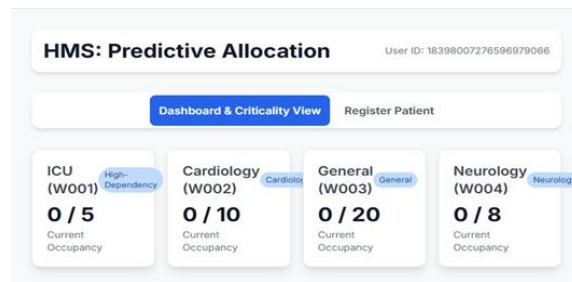 HMS: Predictive Allocation
User ID: 18398007276596979066
Dashboard & Criticality View
Register Patient
ICU
(W001)
High-
Dependency
0 / 5
Current
Occupancy
Cardiology
(W002)
0 / 10
Current
Occupancy
General
(W003)
General
0 / 20
Current
Occupancy
Neurology
(W004)
Neurology
0 / 8
Current
Occupancy